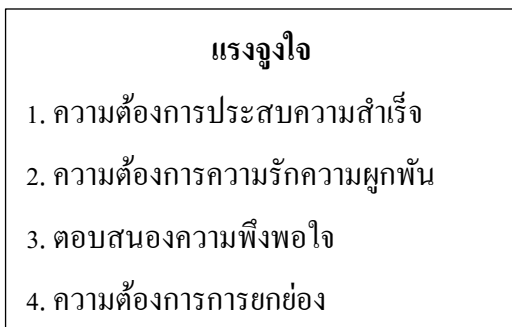 แรงจูงใจ
1. ความต้องการประสบความสำเร็จ
2. ความต้องการความรักความผูกพัน
3. ตอบสนองความพึงพอใจ
4. ความต้องการการยกย่อง